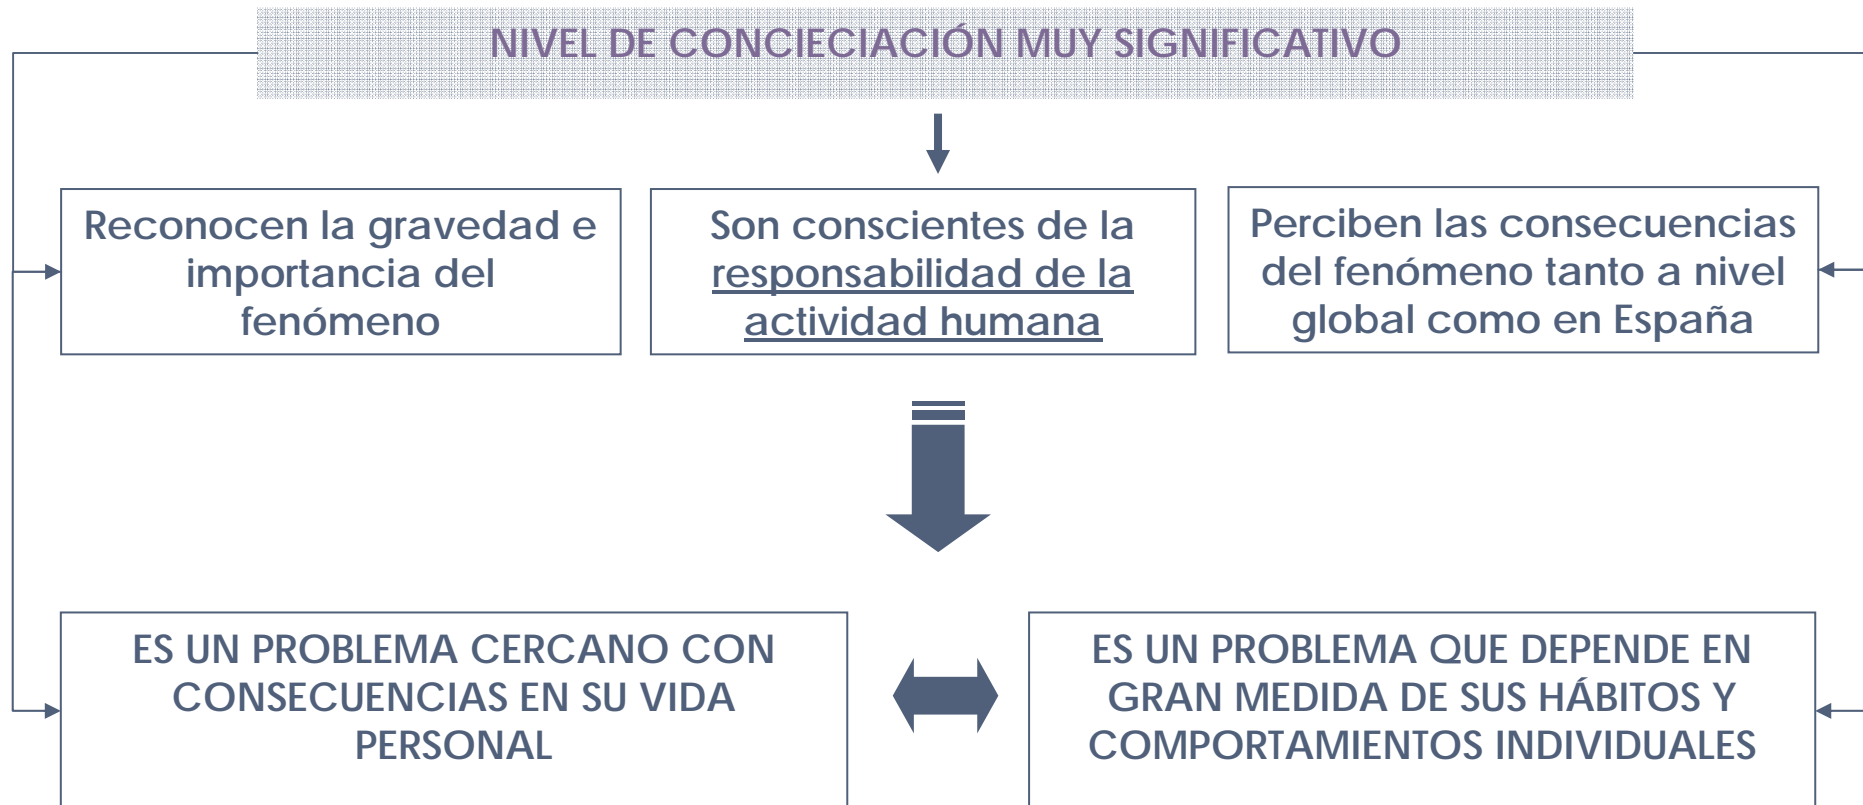 NIVEL DE CONCIECIACIÓN MUY SIGNIFICATIVO
Reconocen la gravedad e
importancia del
fenómeno
Son conscientes de la
responsabilidad de la
actividad humana
Perciben las consecuencias
del fenómeno tanto a nivel
global como en España
ES UN PROBLEMA CERCANO CON
CONSECUENCIAS EN SU VIDA
PERSONAL
ES UN PROBLEMA QUE DEPENDE EN
GRAN MEDIDA DE SUS HÁBITOS Y
COMPORTAMIENTOS INDIVIDUALES